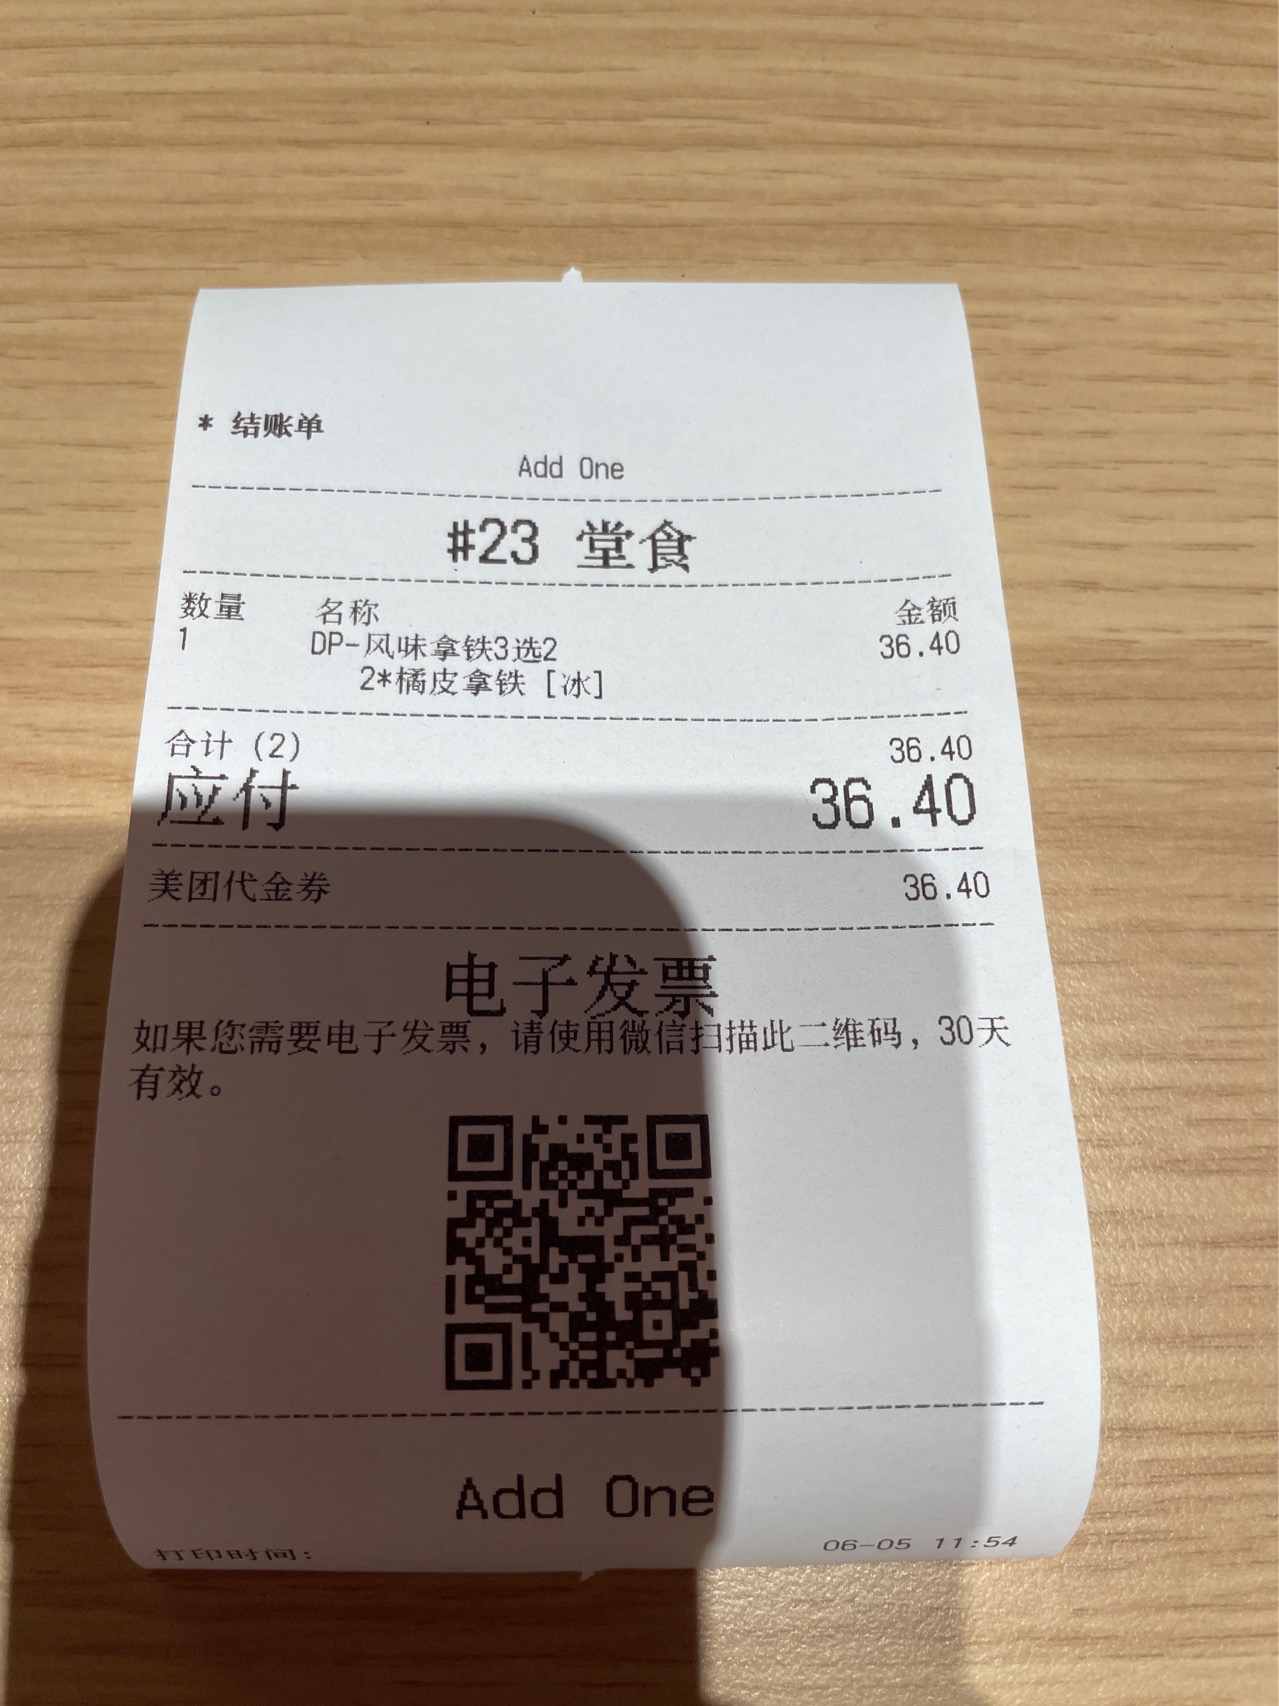 * 结账单
Add One
#23 堂食
数量 名称 金额
1 DP-风味拿铁3选2 36.40
2*橘皮拿铁 [冰]
合计 (2) 36.40
应付 36.40
美团代金券 36.40
电子发票
如果您需要电子发票，请使用微信扫描此二维码，30天
有效。
Add One
打印时间: 06-05 11:54